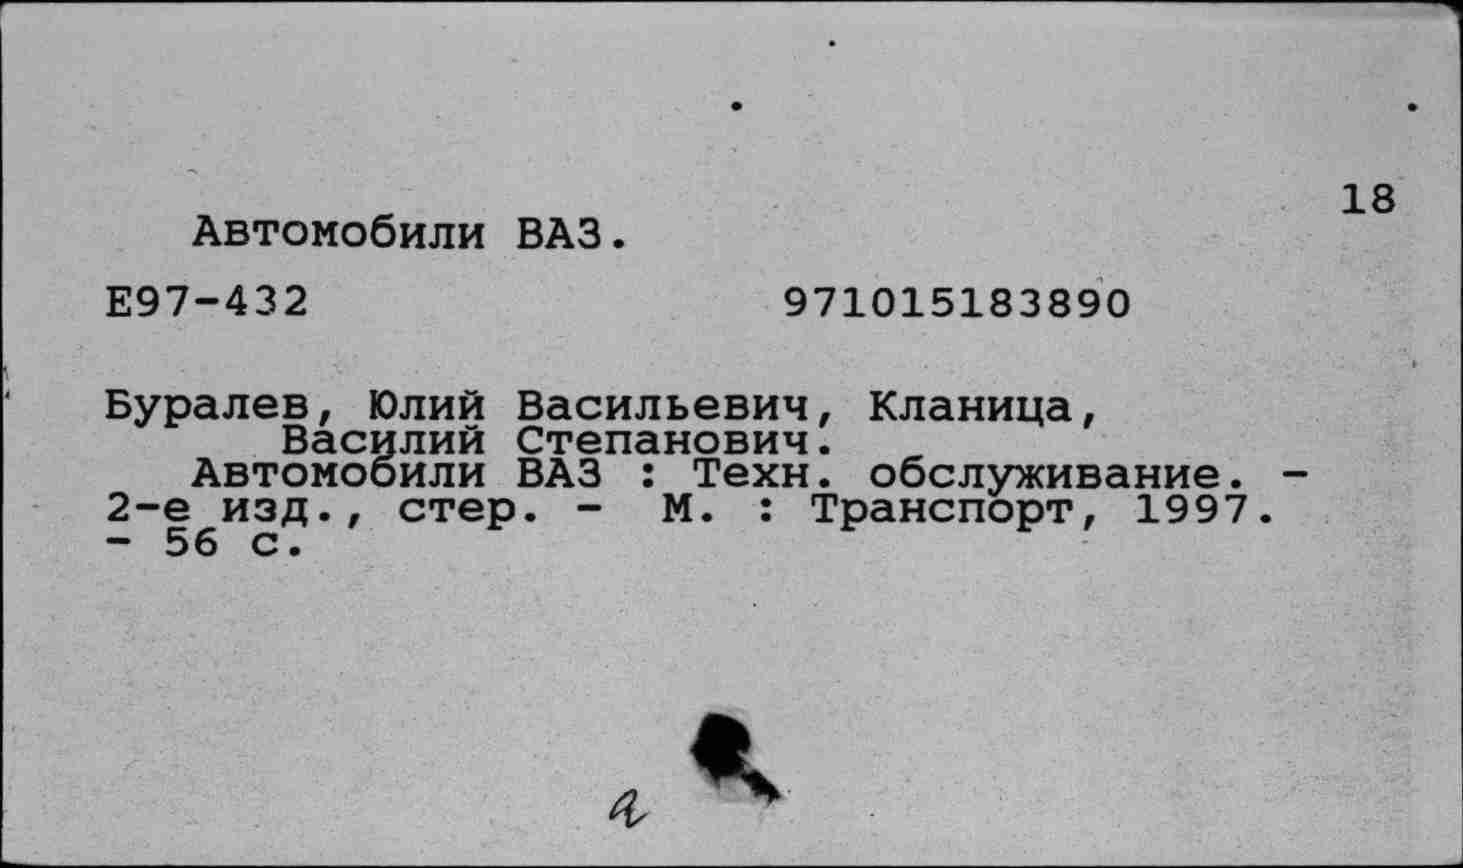 18
Автомобили ВАЗ.
Е97-432 971015183890
Буралев, Юлий Васильевич, Кланица,
Василий Степанович.
Автомобили ВАЗ : Техн. обслуживание. -
2-е изд., стер. - М. : Транспорт, 1997.
- 56 с.